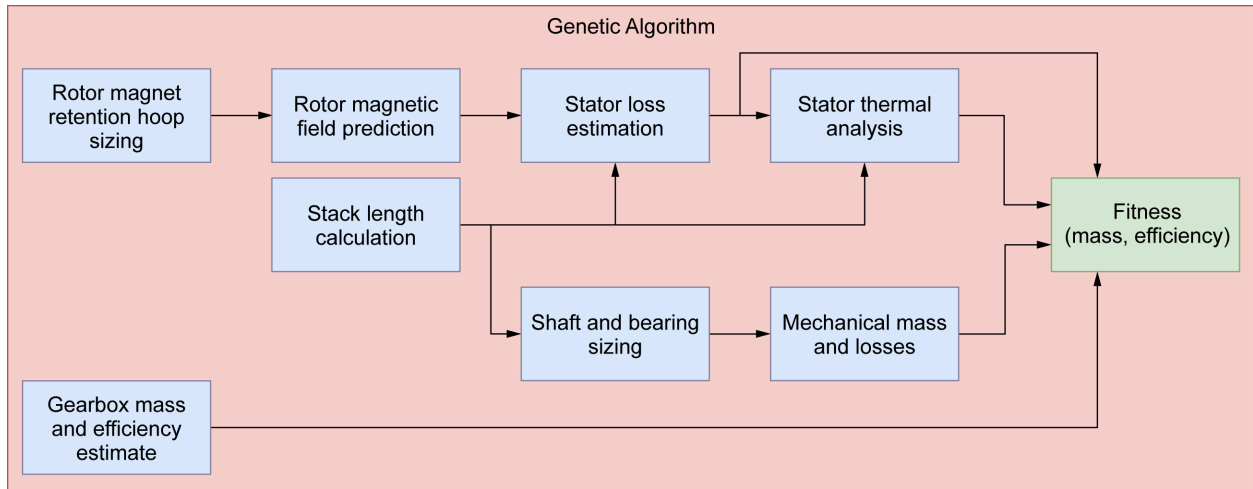 Genetic Algorithm
Rotor magnet
retention hoop
sizing
Rotor magnetic
field prediction
Stator loss
estimation
Stator thermal
analysis
Stack length
calculation
Fitness
(mass, efficiency)
Shaft and bearing
sizing
Mechanical mass
and losses
Gearbox mass
and efficiency
estimate